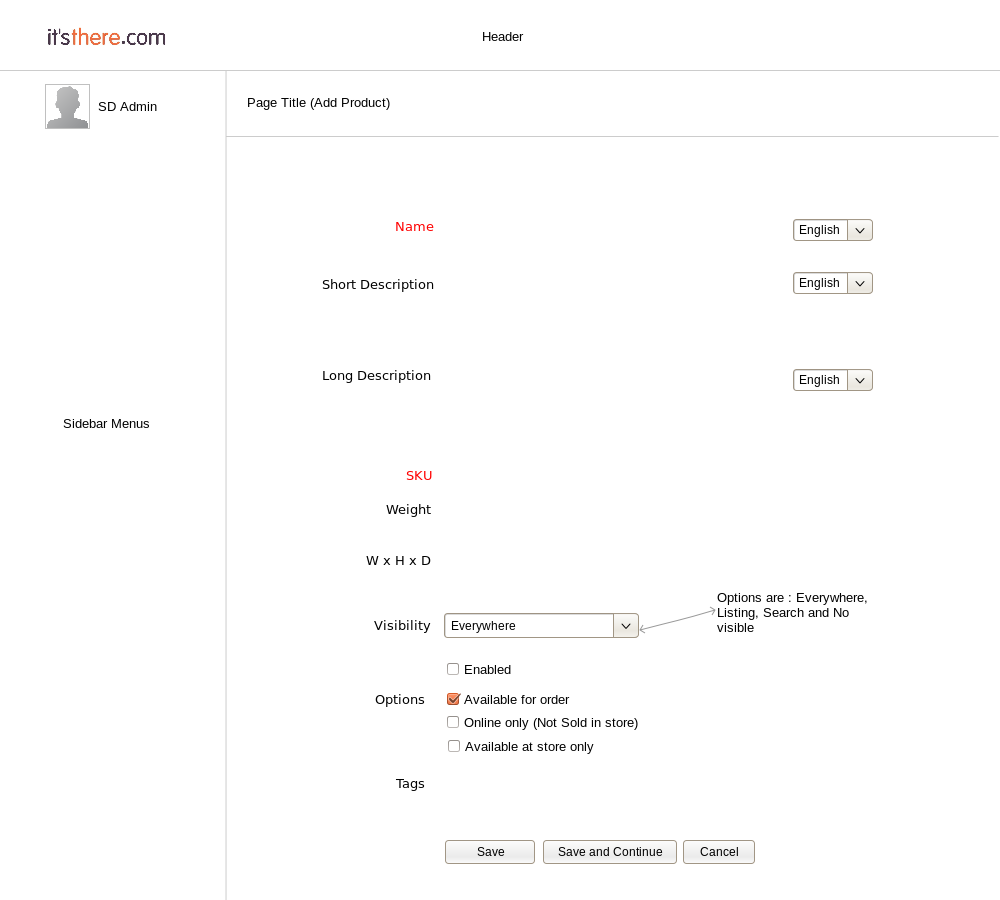 it'sthere.com
Header
SD Admin
Page Title (Add Product)
Name
English
Short Description
English
Long Description
English
Sidebar Menus
SKU
Weight
W x H x D
Visibility
Everywhere
Options are : Everywhere,
Listing, Search and No
visible
Enabled
Options
Available for order
Online only (Not Sold in store)
Available at store only
Tags
Save
Save and Continue
Cancel